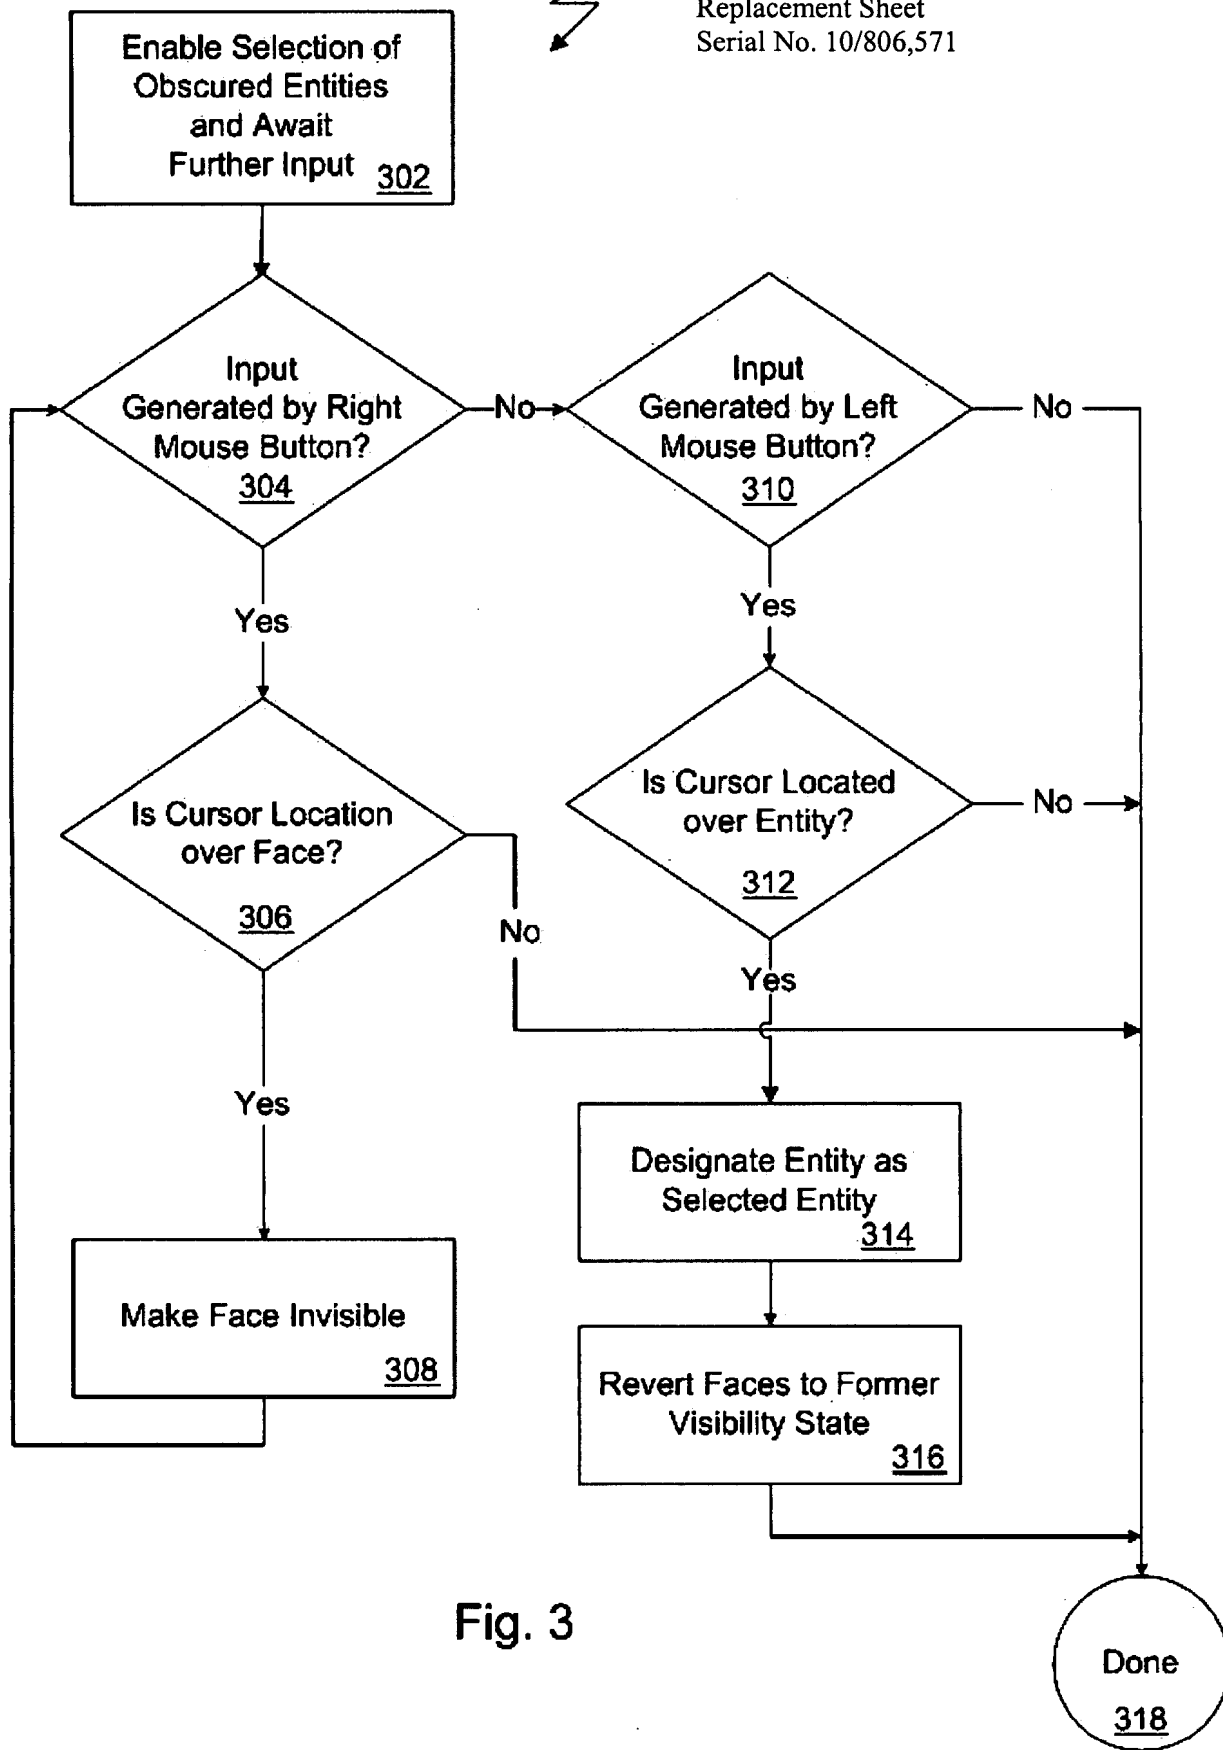 Replacement Sheet
Serial No. 10/806,571
Enable Selection of
Obscured Entities
and Await
Further Input
302
Input
Generated by Right
Mouse Button?
304
No
Input
Generated by Left
Mouse Button?
310
No
Yes
Yes
Is Cursor Location
over Face?
306
No
Is Cursor Located
over Entity?
312
No
Yes
Yes
Designate Entity as
Selected Entity
314
Make Face Invisible
308
Revert Faces to Former
Visibility State
316
Fig. 3
Done
318